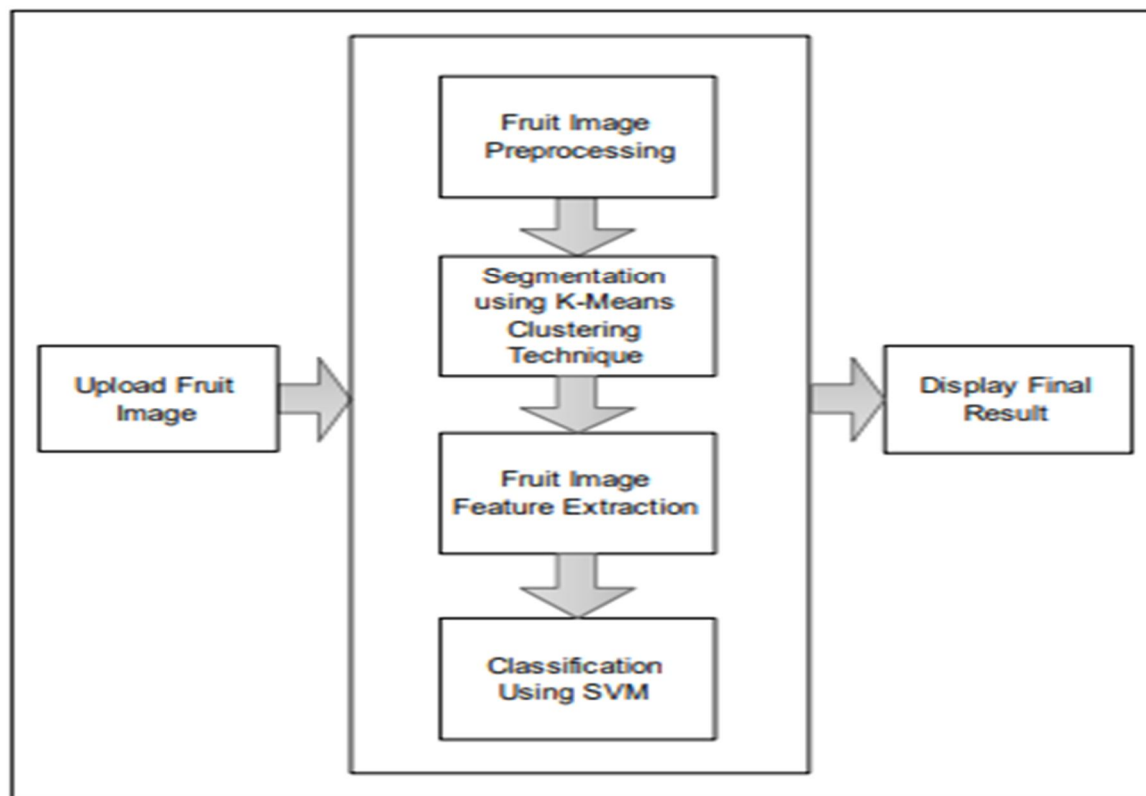 Upload Fruit
Image
Fruit Image
Preprocessing
Segmentation
using K-Means
Clustering
Technique
Fruit Image
Feature Extraction
Classification
Using SVM
Display Final
Result